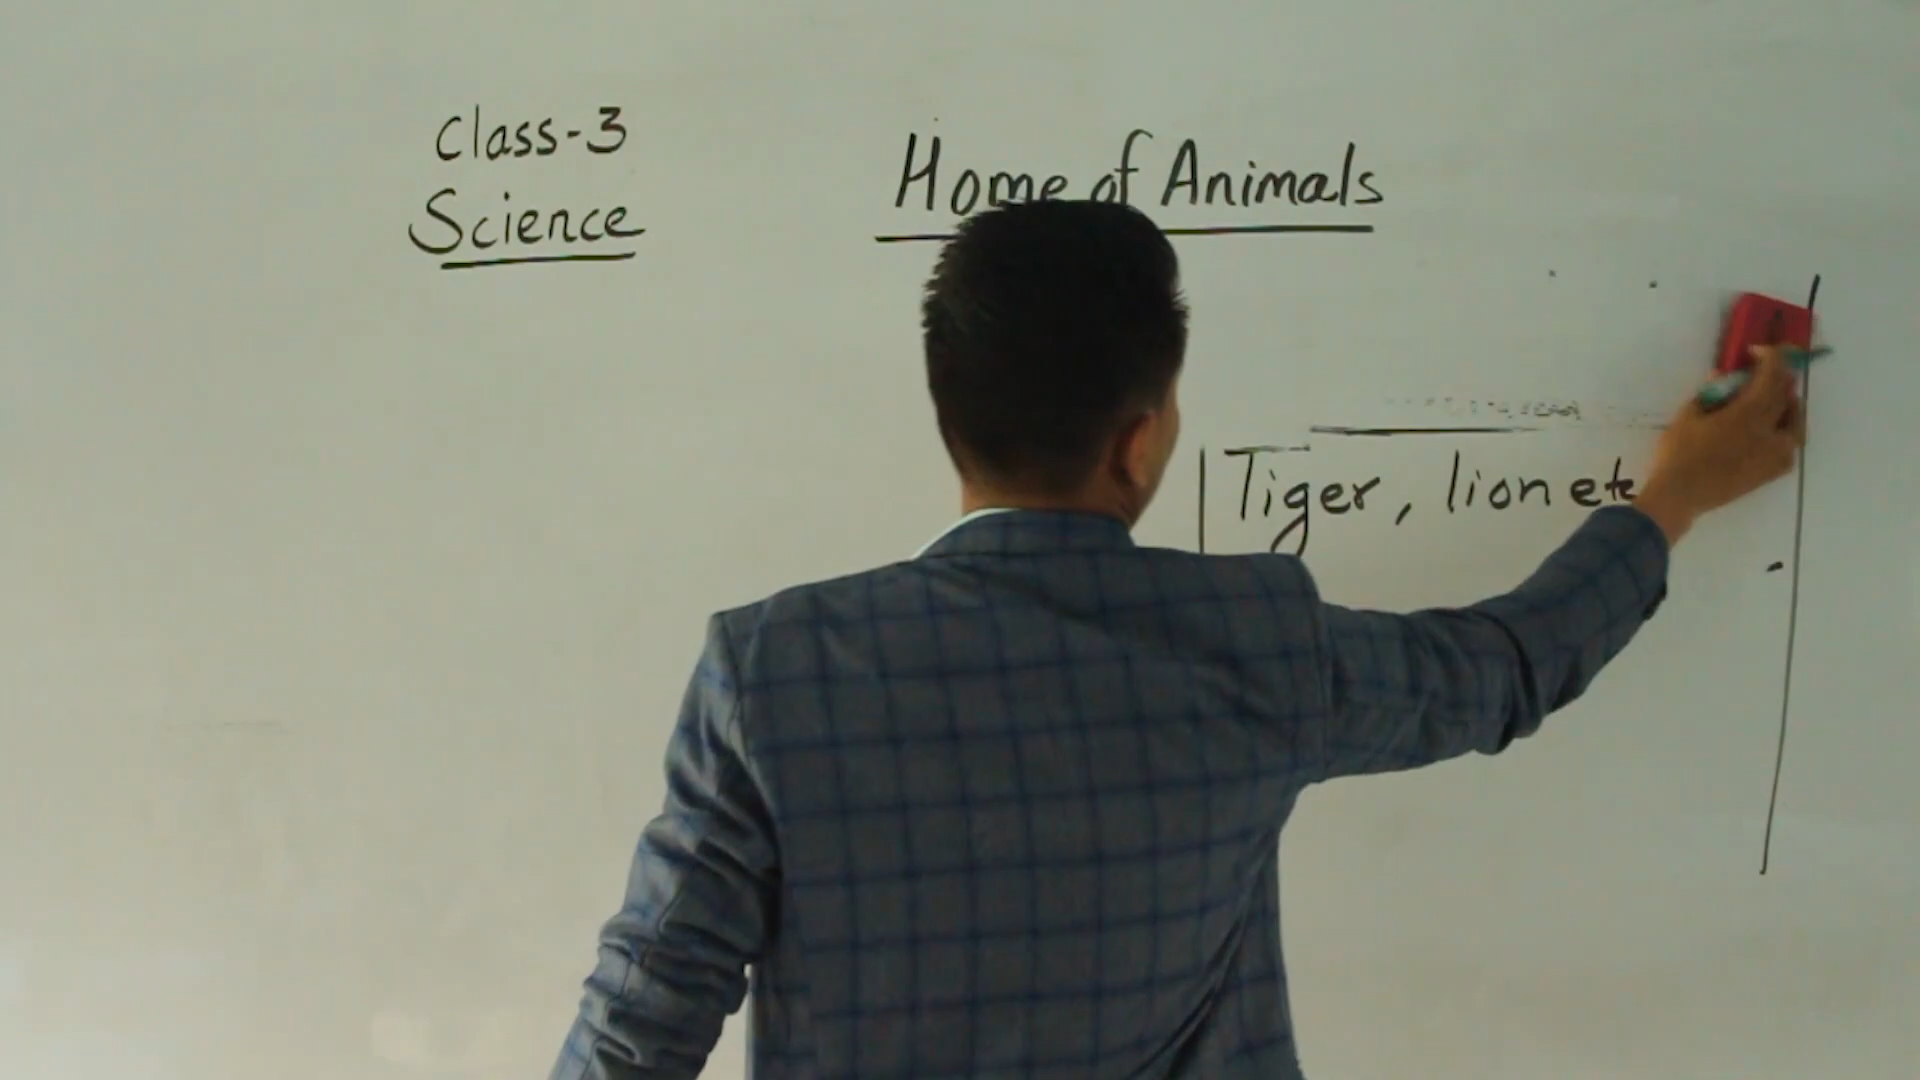 Class-3
Science
Home of Animals
Tiger, lion etc